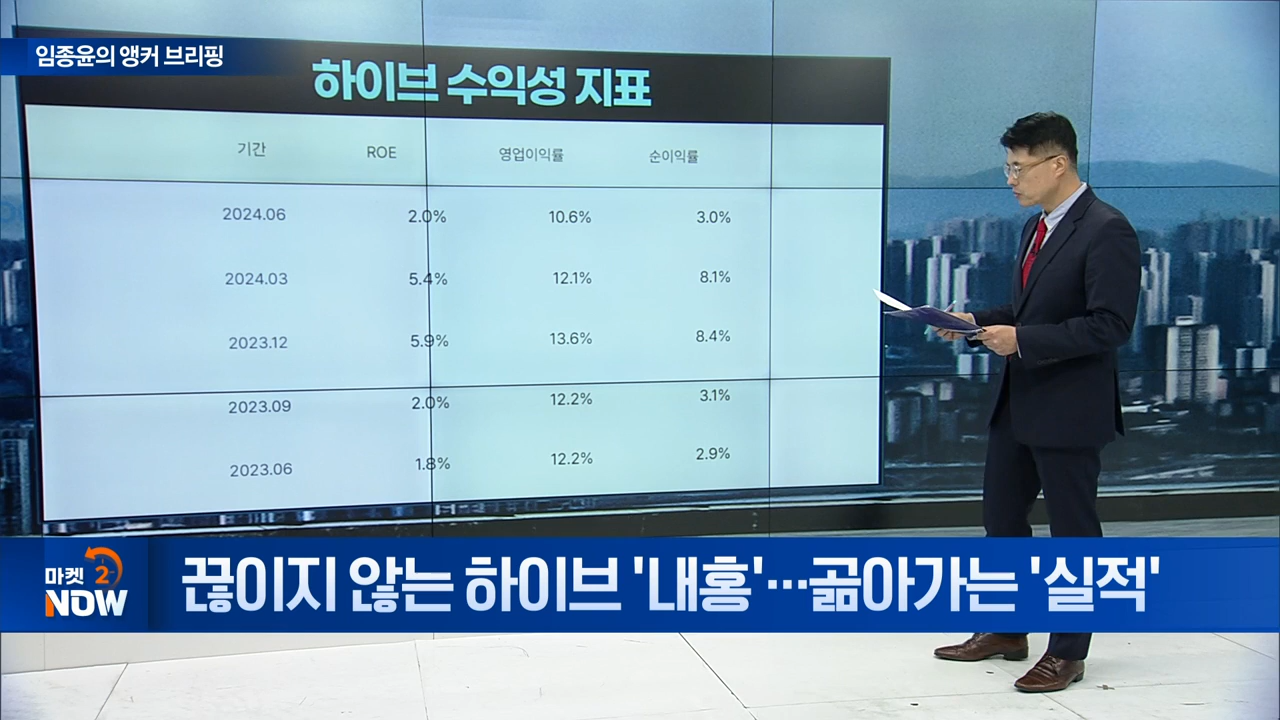 임종윤의 앵커 브리핑
하이브 수익성 지표
기간 ROE 영업이익률 순이익률
2024.06 2.0% 10.6% 3.0%
2024.03 5.4% 12.1% 8.1%
2023.12 5.9% 13.6% 8.4%
2023.09 2.0% 12.2% 3.1%
2023.06 1.8% 12.2% 2.9%
마켓 2
NOW
끊이지 않는 하이브 '내홍'…곪아가는 '실적'